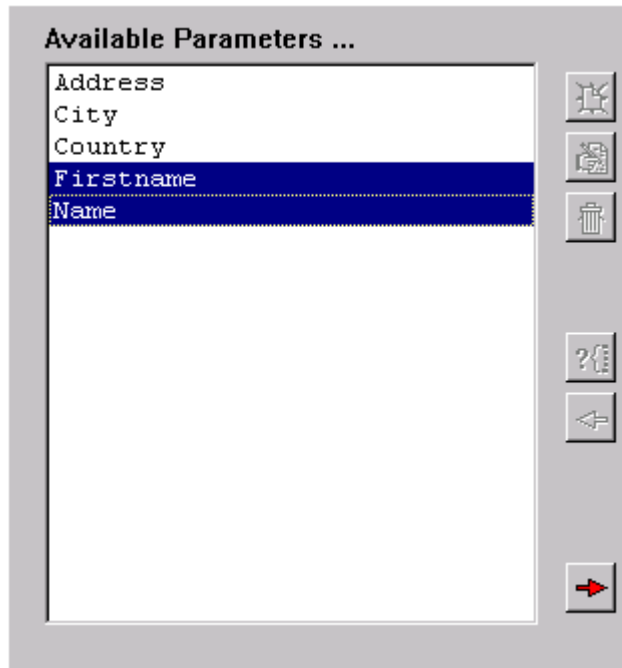 Available Parameters ...
Address
City
Country
Firstname
Name
?{